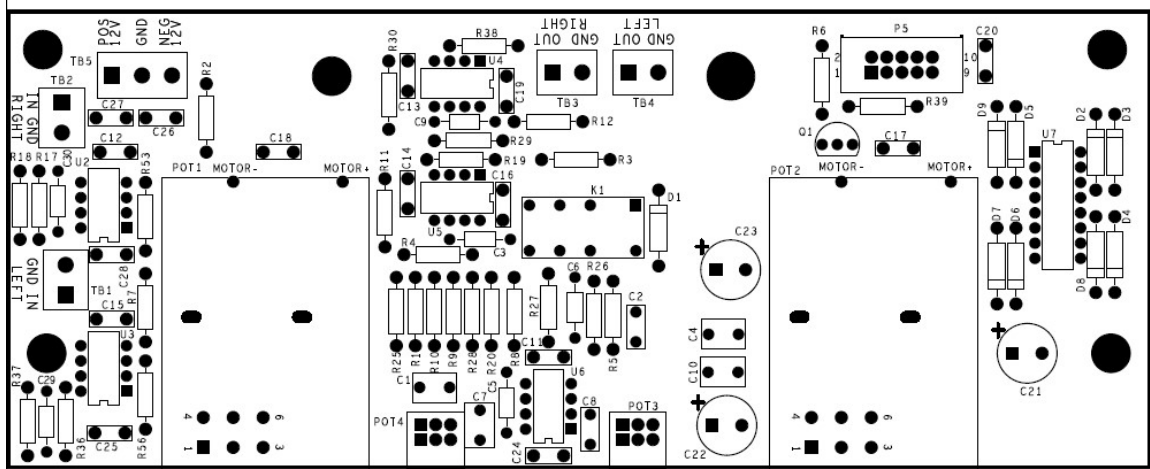 POS 12V
GND
NEG 12V
TB5
TB2
IN GND
RIGHT
C27
C26
R2
C12
C18
R18
R17
C30
U2
R53
POT1
MOTOR-
MOTOR+
GND IN
LEFT
TB1
C28
R7
C15
U3
R37
C29
R36
C25
R56
4
6
1
3
R30
R38
U4
C13
C19
C9
R12
R29
R11
C14
R19
R3
C16
U5
K1
D1
R4
C3
GND OUT
RIGHT
TB3
GND OUT
LEFT
TB4
R25
R1
R10
R9
R28
R20
R8
R27
C6
R26
R5
C2
C11
C1
C5
U6
C7
C8
C24
POT4
POT3
C23
C4
C10
C22
R6
P5
2
10
1
9
C20
R39
Q1
C17
POT2
MOTOR-
MOTOR+
4
6
1
3
D9
D5
U7
D2
D3
D7
D6
D4
D8
C21